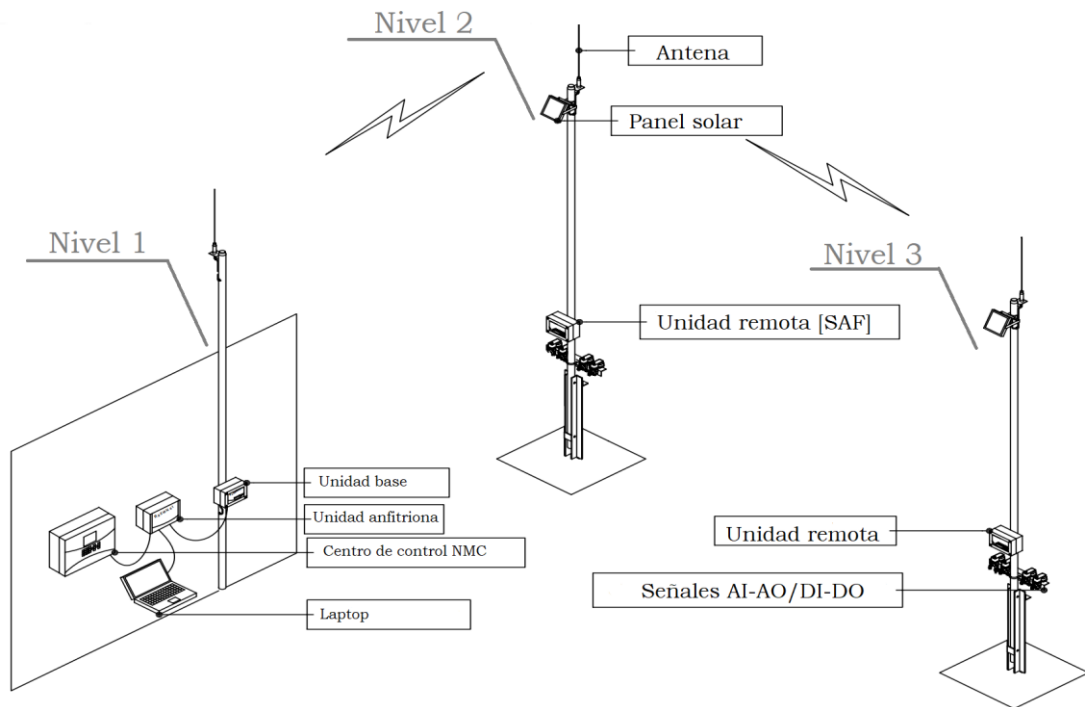 Nivel 2
Antena
Panel solar
Nivel 1
Nivel 3
Unidad remota [SAF]
Unidad base
Unidad anfitriona
Centro de control NMC
Laptop
Unidad remota
Señales AI-AO/DI-DO